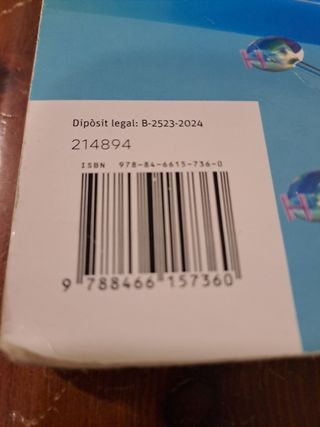 H
Dipòsit legal: B-2523-2024
214894
ISBN 978-84-6615-736-0
H
9 788466 157360